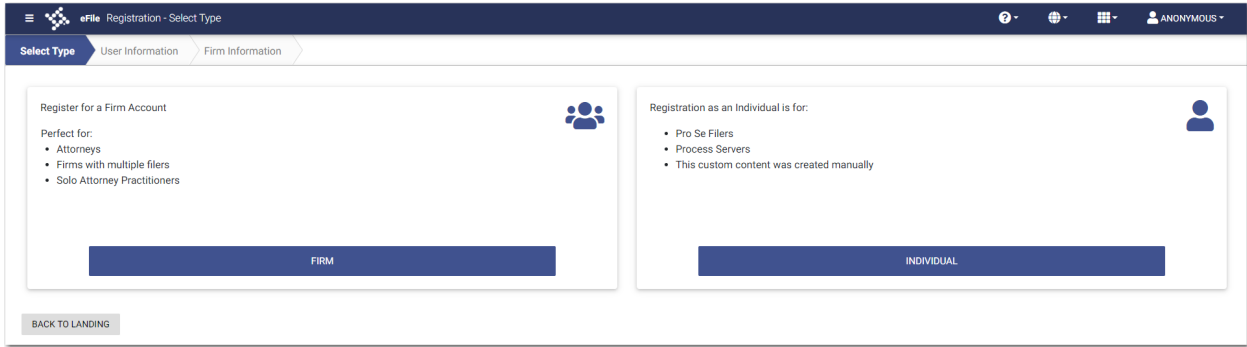 eFile Registration - Select Type
ANONYMOUS
Select Type
User Information
Firm Information
Register for a Firm Account
Perfect for:
• Attorneys
• Firms with multiple filers
• Solo Attorney Practitioners
FIRM
Registration as an Individual is for:
• Pro Se Filers
• Process Servers
• This custom content was created manually
INDIVIDUAL
BACK TO LANDING